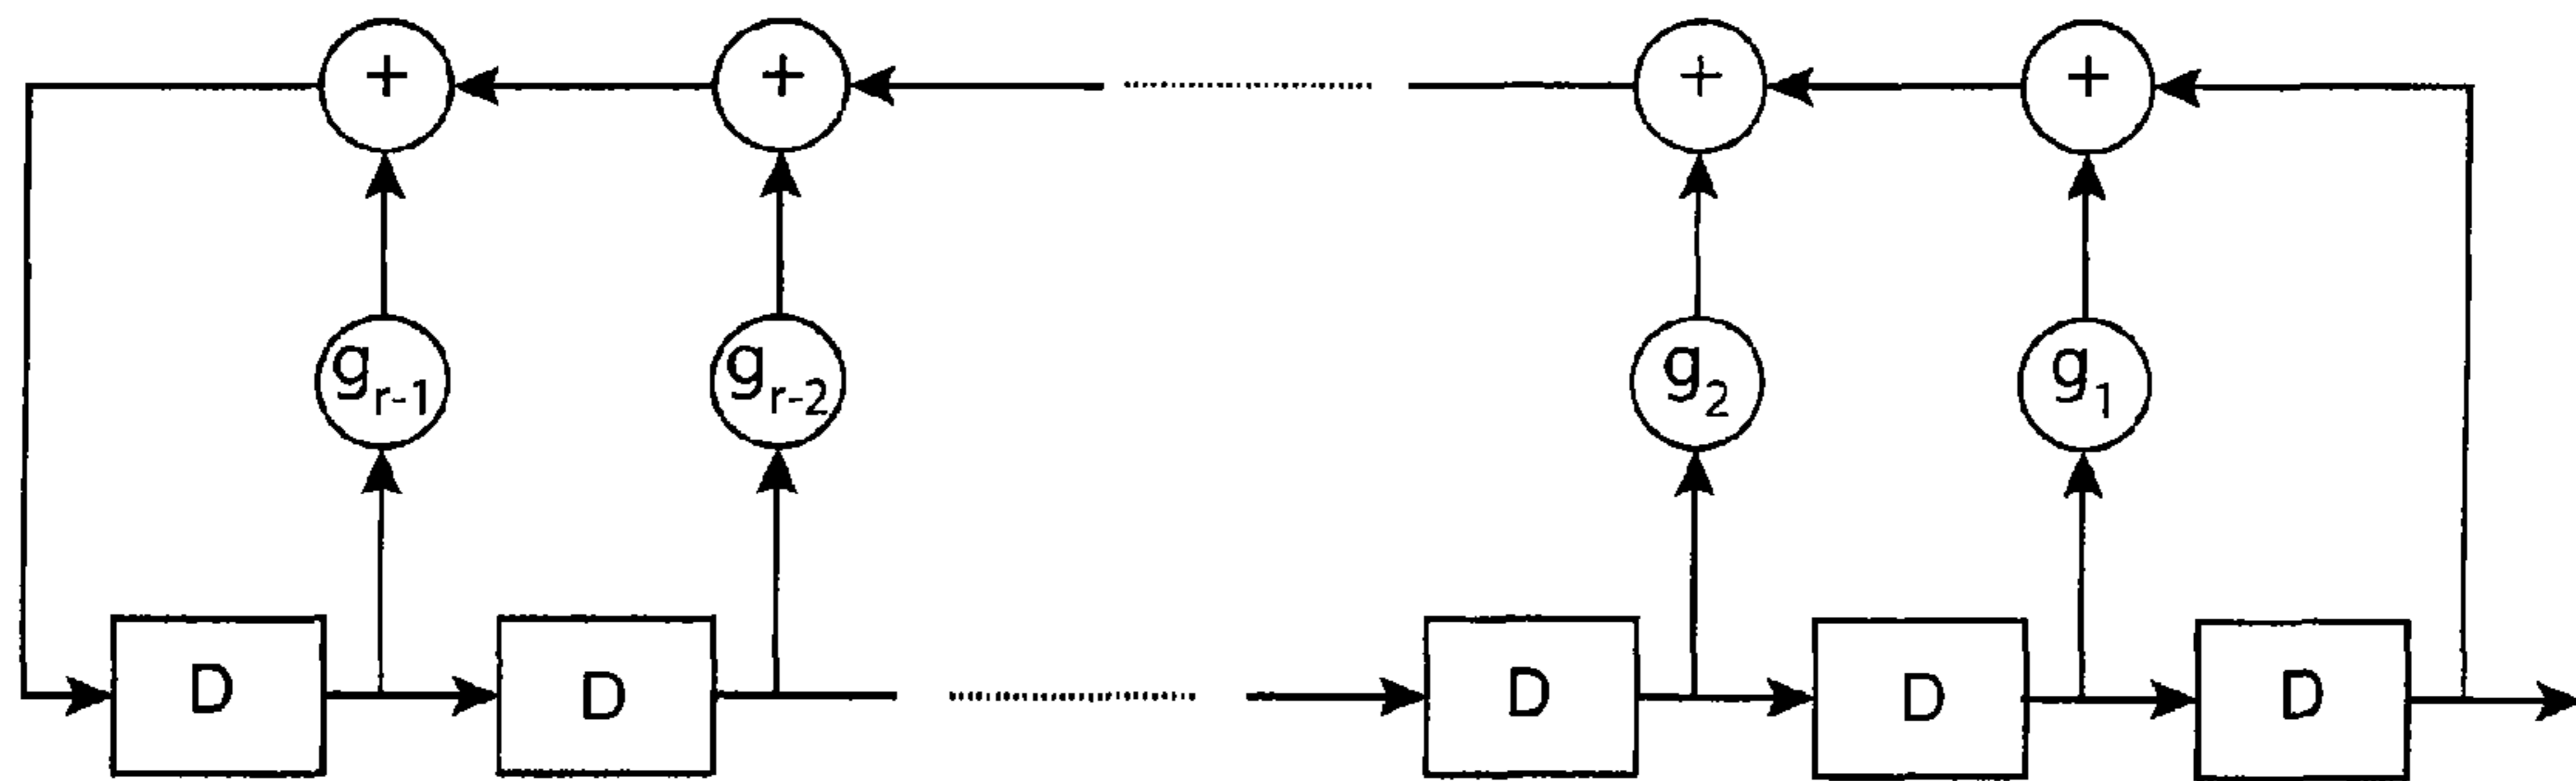 + + + +
g_{r-1} g_{r-2} g_2 g_1
D D D D D